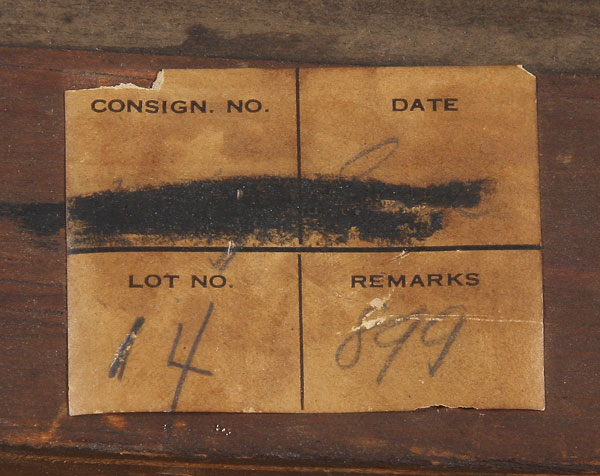 CONSIGN. NO. DATE
LOT NO. REMARKS
14 899